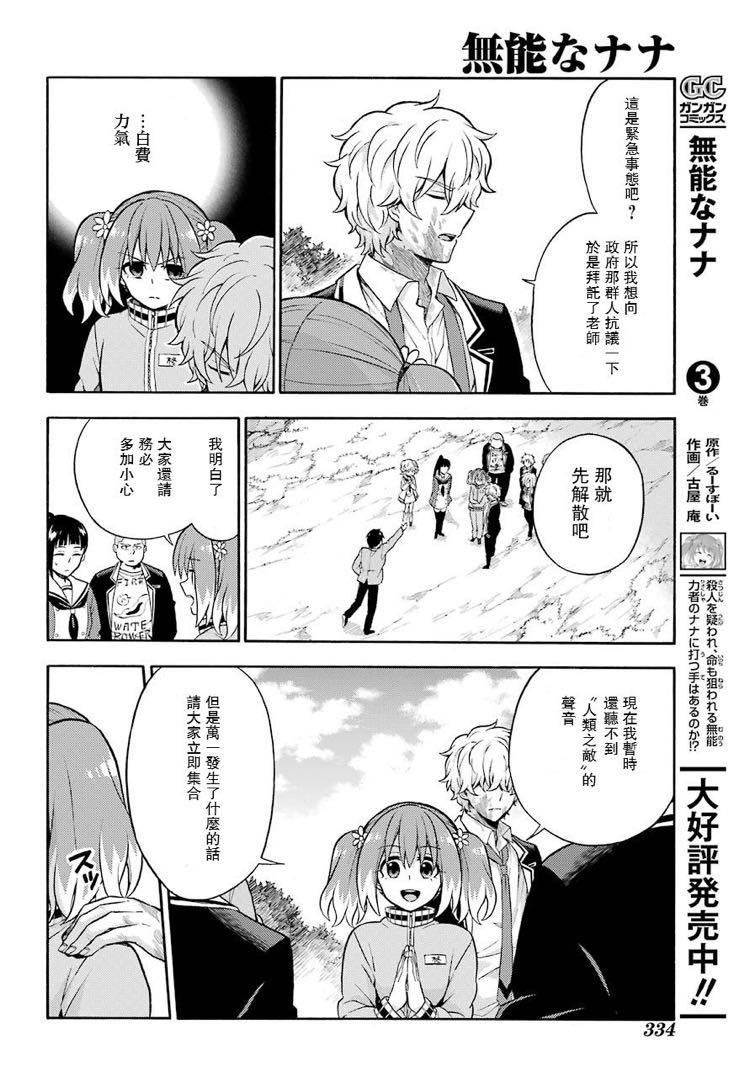 無能なナナ
這是緊急事態吧？
所以我想向
政府那群人抗議一下
於是拜託了老師
…白費
力氣
那就
先解散吧
我明白了
大家還請
務必
多加小心
FIRE
WATE
POWER
現在我暫時
還聽不到
〝人類之敵〞的
聲音
但是萬一發生了什麼的話
請大家立即集合
スッ
334
GC
ガンガン
コミックス
無能なナナ
3巻
原作／るーすぼーい
作画／古屋 庵
殺人を疑われ、命も狙われる無能
力者のナナに打つ手はあるのか!?
大好評発売中!!